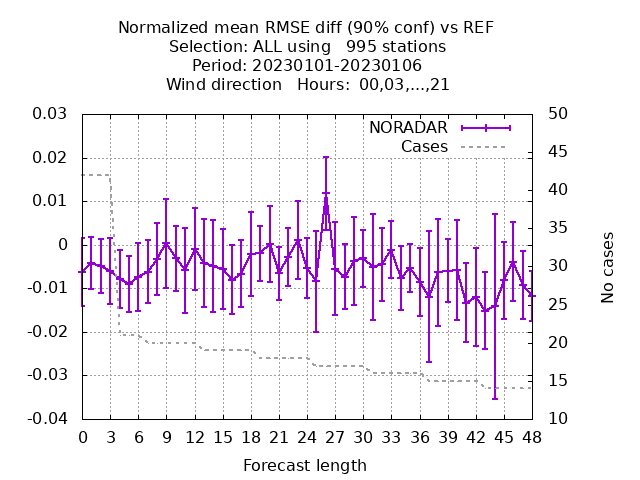 Normalized mean RMSE diff (90% conf) vs REF
Selection: ALL using   995 stations
Period: 20230101-20230106
Wind direction   Hours:  00,03,...,21
NORADAR
Cases
0.03
0.02
0.01
0
-0.01
-0.02
-0.03
-0.04
50
45
40
35
30
25
20
15
10
No cases
0 3 6 9 12 15 18 21 24 27 30 33 36 39 42 45 48
Forecast length